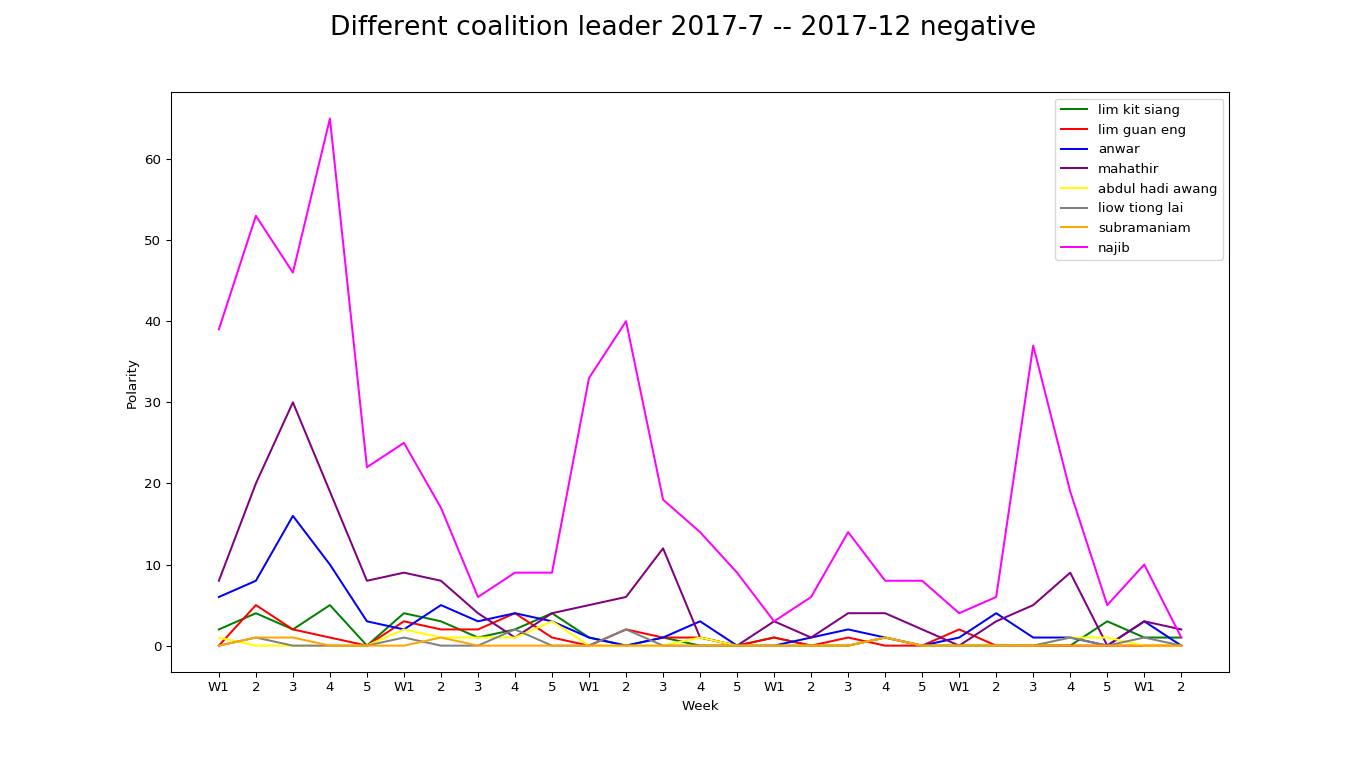 Different coalition leader 2017-7 -- 2017-12 negative
lim kit siang
lim guan eng
anwar
mahathir
abdul hadi awang
liow tiong lai
subramaniam
najib
60
50
40
30
20
10
0
Polarity
W1 2 3 4 5 W1 2 3 4 5 W1 2 3 4 5 W1 2 3 4 5 W1 2 3 4 5 W1 2
Week